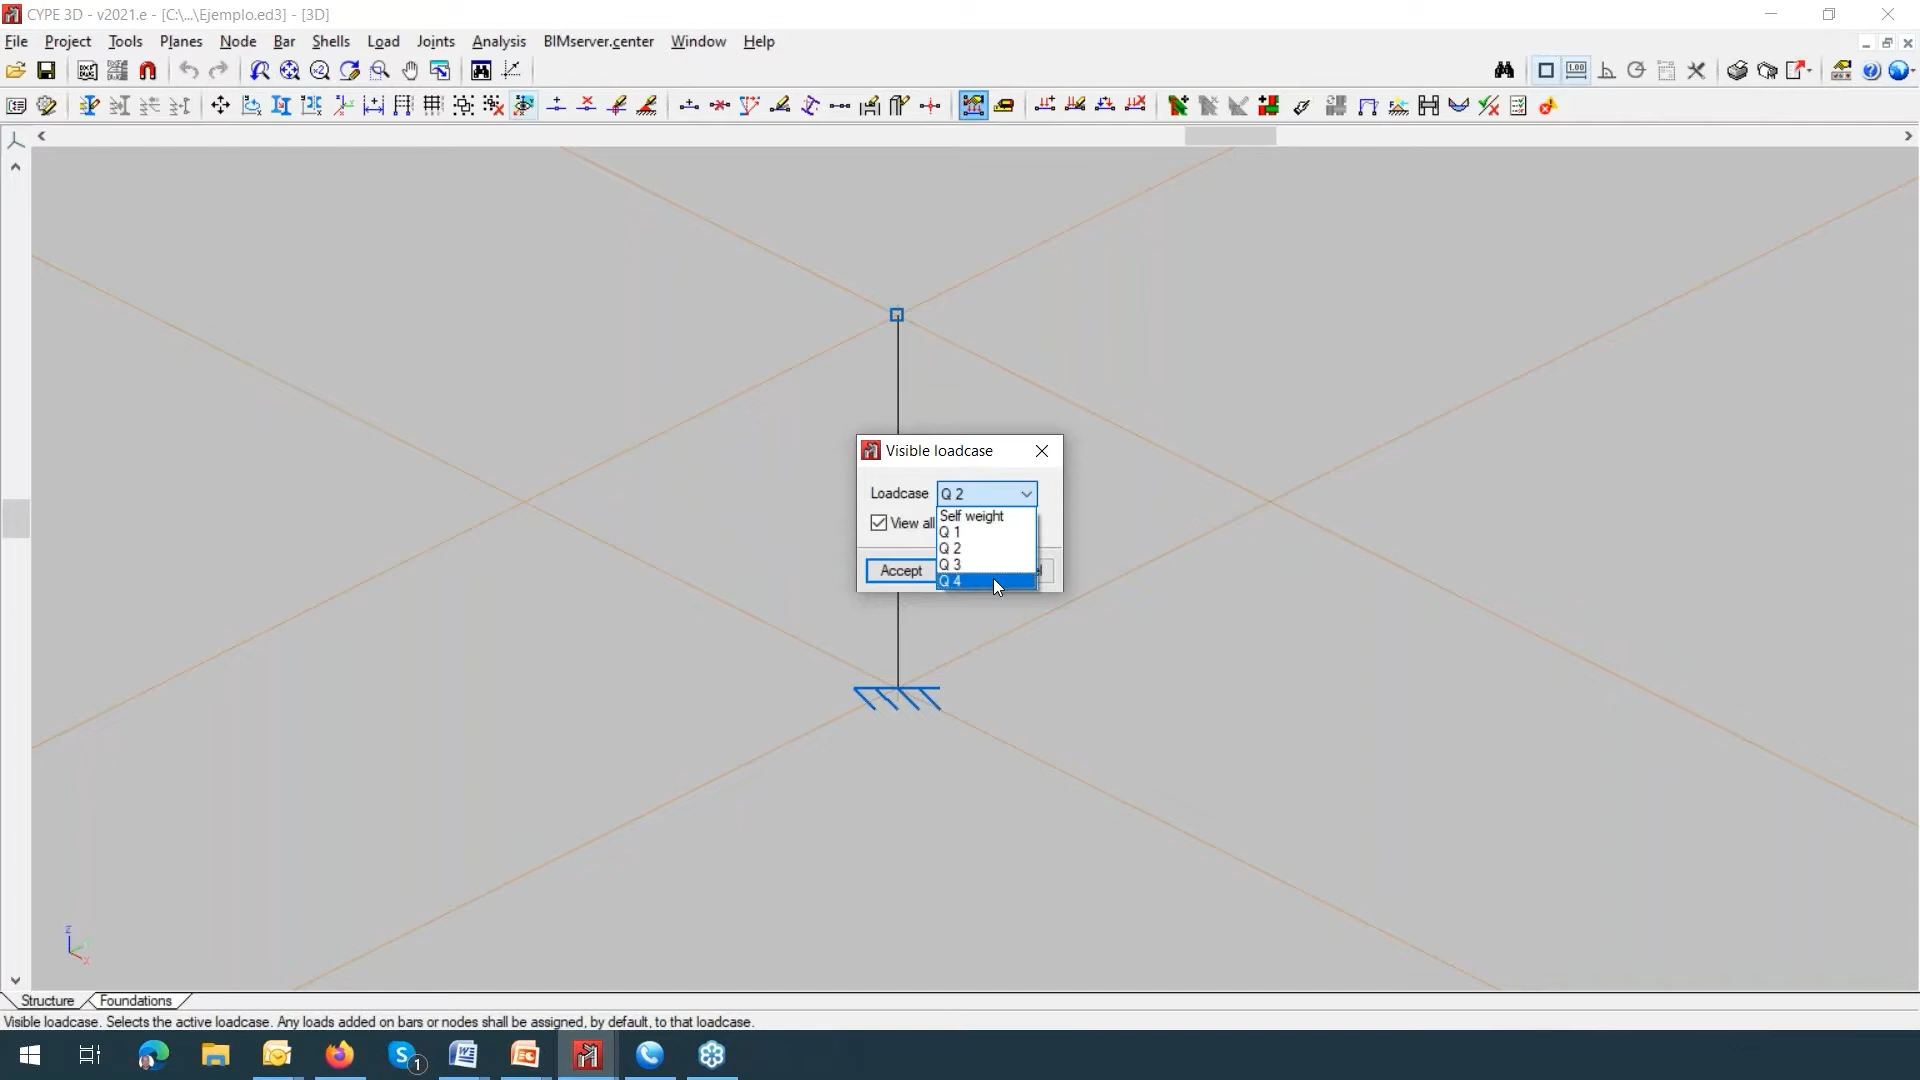 CYPE 3D - v2021.e - [C:\...\Ejemplo.ed3] - [3D]
File Project Tools Planes Node Bar Shells Load Joints Analysis BIMserver.center Window Help
Visible loadcase
Loadcase Q 2
Self weight
View all
Q 1
Q 2
Q 3
Accept
Q 4
z
x
Structure Foundations
Visible loadcase. Selects the active loadcase. Any loads added on bars or nodes shall be assigned, by default, to that loadcase.
1